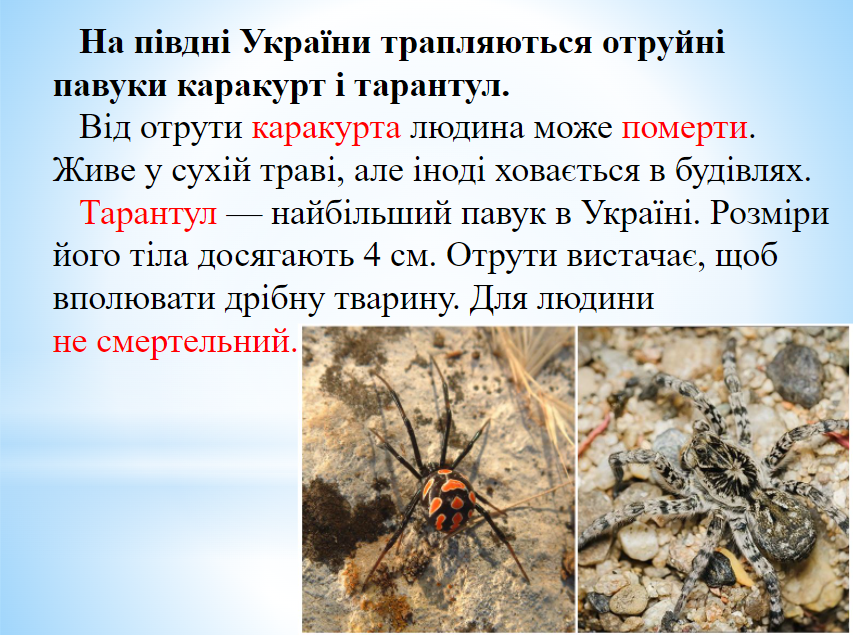 На півдні України трапляються отруйні
павуки каракурт і тарантул.
Від отрути каракурта людина може померти.
Живе у сухій траві, але іноді ховається в будівлях.
Тарантул — найбільший павук в Україні. Розміри
його тіла досягають 4 см. Отрути вистачає, щоб
вполювати дрібну тварину. Для людини
не смертельний.